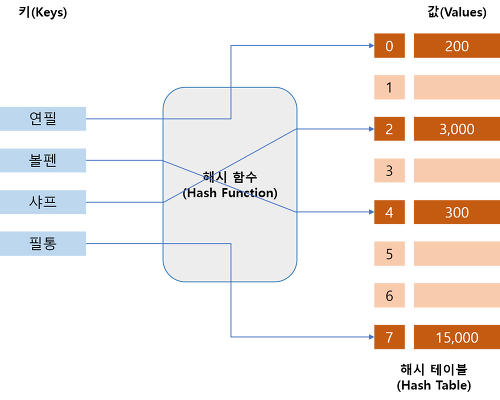 키(Keys)
값(Values)
연필
볼펜
샤프
필통
해시 함수
(Hash Function)
0 200
1
2 3,000
3
4 300
5
6
7 15,000
해시 테이블
(Hash Table)